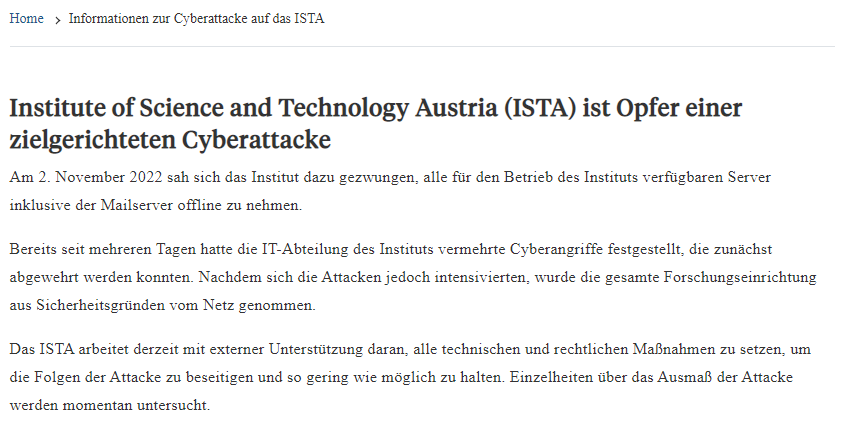 Home > Informationen zur Cyberattacke auf das ISTA
Institute of Science and Technology Austria (ISTA) ist Opfer einer
zielgerichteten Cyberattacke
Am 2. November 2022 sah sich das Institut dazu gezwungen, alle für den Betrieb des Instituts verfügbaren Server
inklusive der Mailserver offline zu nehmen.
Bereits seit mehreren Tagen hatte die IT-Abteilung des Instituts vermehrte Cyberangriffe festgestellt, die zunächst
abgewehrt werden konnten. Nachdem sich die Attacken jedoch intensivierten, wurde die gesamte Forschungseinrichtung
aus Sicherheitsgründen vom Netz genommen.
Das ISTA arbeitet derzeit mit externer Unterstützung daran, alle technischen und rechtlichen Maßnahmen zu setzen, um
die Folgen der Attacke zu beseitigen und so gering wie möglich zu halten. Einzelheiten über das Ausmaß der Attacke
werden momentan untersucht.